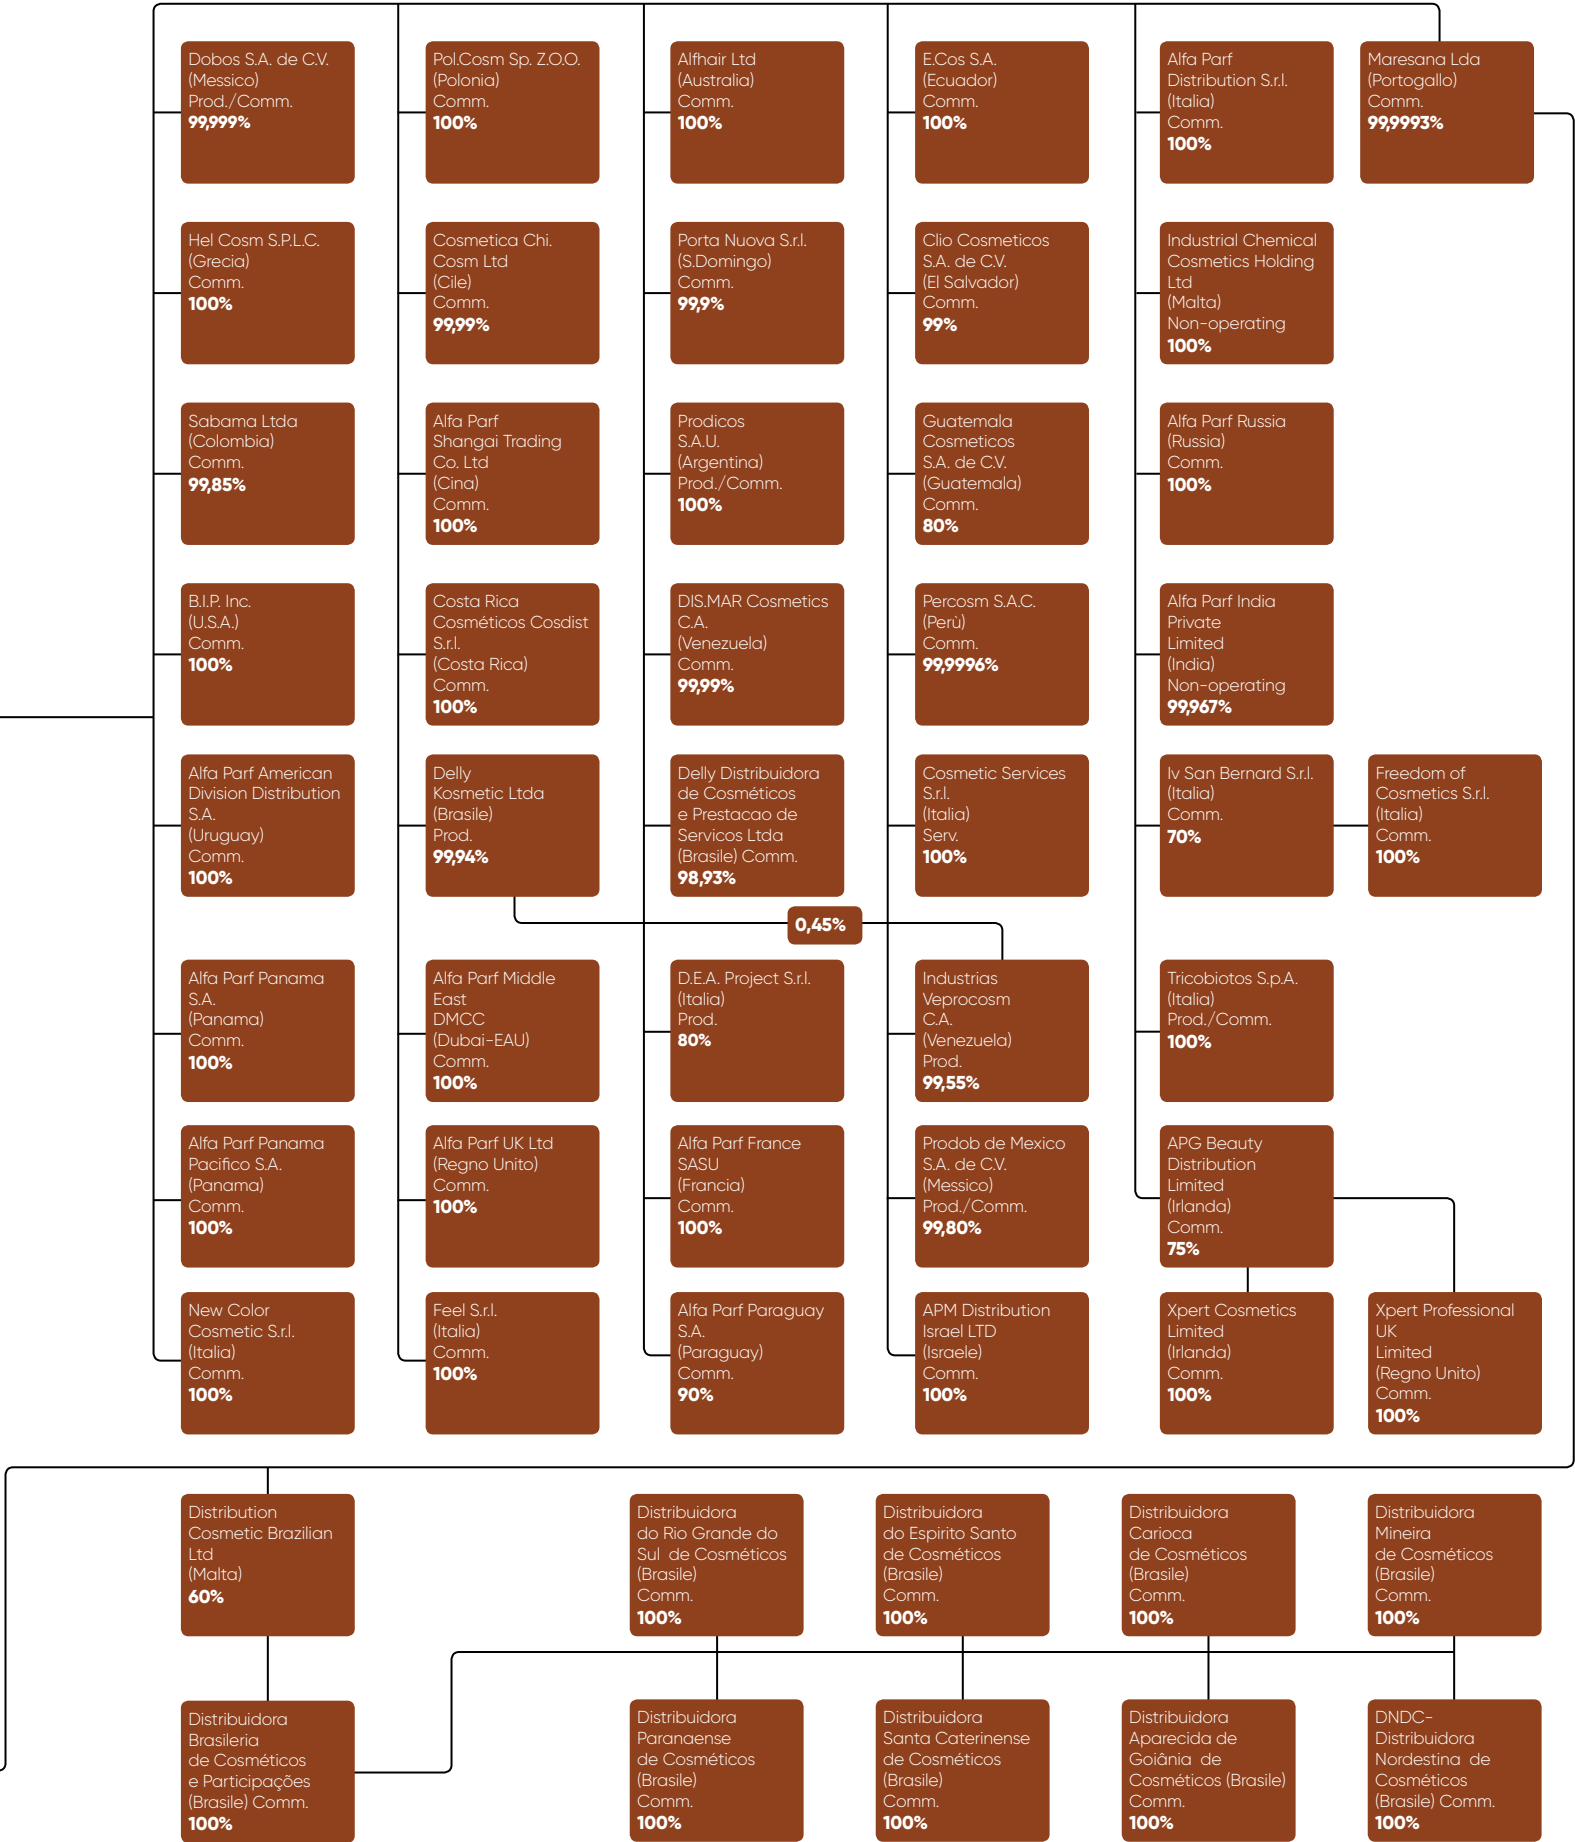 Dobos S.A. de C.V.
(Messico)
Prod./Comm.
99,999%
Pol.Cosm Sp. Z.O.O.
(Polonia)
Comm.
100%
Alfhair Ltd
(Australia)
Comm.
100%
E.Cos S.A.
(Ecuador)
Comm.
100%
Alfa Parf
Distribution S.r.l.
(Italia)
Comm.
100%
Maresana Lda
(Portogallo)
Comm.
99,9993%
Hel Cosm S.P.L.C.
(Grecia)
Comm.
100%
Cosmetica Chi.
Cosm Ltd
(Cile)
Comm.
99,99%
Porta Nuova S.r.l.
(S.Domingo)
Comm.
99,9%
Clio Cosmeticos
S.A. de C.V.
(El Salvador)
Comm.
99%
Industrial Chemical
Cosmetics Holding
Ltd
(Malta)
Non-operating
100%
Sabama Ltda
(Colombia)
Comm.
99,85%
Alfa Parf
Shangai Trading
Co. Ltd
(Cina)
Comm.
100%
Prodicos
S.A.U.
(Argentina)
Prod./Comm.
100%
Guatemala
Cosmeticos
S.A. de C.V.
(Guatemala)
Comm.
80%
Alfa Parf Russia
(Russia)
Comm.
100%
B.I.P. Inc.
(U.S.A.)
Comm.
100%
Costa Rica
Cosméticos Cosdist
S.r.l.
(Costa Rica)
Comm.
100%
DIS.MAR Cosmetics
C.A.
(Venezuela)
Comm.
99,99%
Percosm S.A.C.
(Perù)
Comm.
99,9996%
Alfa Parf India
Private
Limited
(India)
Non-operating
99,967%
Alfa Parf American
Division Distribution
S.A.
(Uruguay)
Comm.
100%
Delly
Kosmetic Ltda
(Brasile)
Prod.
99,94%
Delly Distribuidora
de Cosméticos
e Prestacao de
Servicos Ltda
(Brasile) Comm.
98,93%
Cosmetic Services
S.r.l.
(Italia)
Serv.
100%
Iv San Bernard S.r.l.
(Italia)
Comm.
70%
Freedom of
Cosmetics S.r.l.
(Italia)
Comm.
100%
0,45%
Alfa Parf Panama
S.A.
(Panama)
Comm.
100%
Alfa Parf Middle
East
DMCC
(Dubai-EAU)
Comm.
100%
D.E.A. Project S.r.l.
(Italia)
Prod.
80%
Industrias
Veprocosm
C.A.
(Venezuela)
Prod.
99,55%
Tricobiotos S.p.A.
(Italia)
Prod./Comm.
100%
Alfa Parf Panama
Pacifico S.A.
(Panama)
Comm.
100%
Alfa Parf UK Ltd
(Regno Unito)
Comm.
100%
Alfa Parf France
SASU
(Francia)
Comm.
100%
Prodob de Mexico
S.A. de C.V.
(Messico)
Prod./Comm.
99,80%
APG Beauty
Distribution
Limited
(Irlanda)
Comm.
75%
New Color
Cosmetic S.r.l.
(Italia)
Comm.
100%
Feel S.r.l.
(Italia)
Comm.
100%
Alfa Parf Paraguay
S.A.
(Paraguay)
Comm.
90%
APM Distribution
Israel LTD
(Israele)
Comm.
100%
Xpert Cosmetics
Limited
(Irlanda)
Comm.
100%
Xpert Professional
UK
Limited
(Regno Unito)
Comm.
100%
Distribution
Cosmetic Brazilian
Ltd
(Malta)
60%
Distribuidora
do Rio Grande do
Sul de Cosméticos
(Brasile)
Comm.
100%
Distribuidora
do Espirito Santo
de Cosméticos
(Brasile)
Comm.
100%
Distribuidora
Carioca
de Cosméticos
(Brasile)
Comm.
100%
Distribuidora
Mineira
de Cosméticos
(Brasile)
Comm.
100%
Distribuidora
Brasileria
de Cosméticos
e Participações
(Brasile) Comm.
100%
Distribuidora
Paranaense
de Cosméticos
(Brasile)
Comm.
100%
Distribuidora
Santa Caterinense
de Cosméticos
(Brasile)
Comm.
100%
Distribuidora
Aparecida de
Goiânia de
Cosméticos (Brasile)
Comm.
100%
DNDC-
Distribuidora
Nordestina de
Cosméticos
(Brasile) Comm.
100%